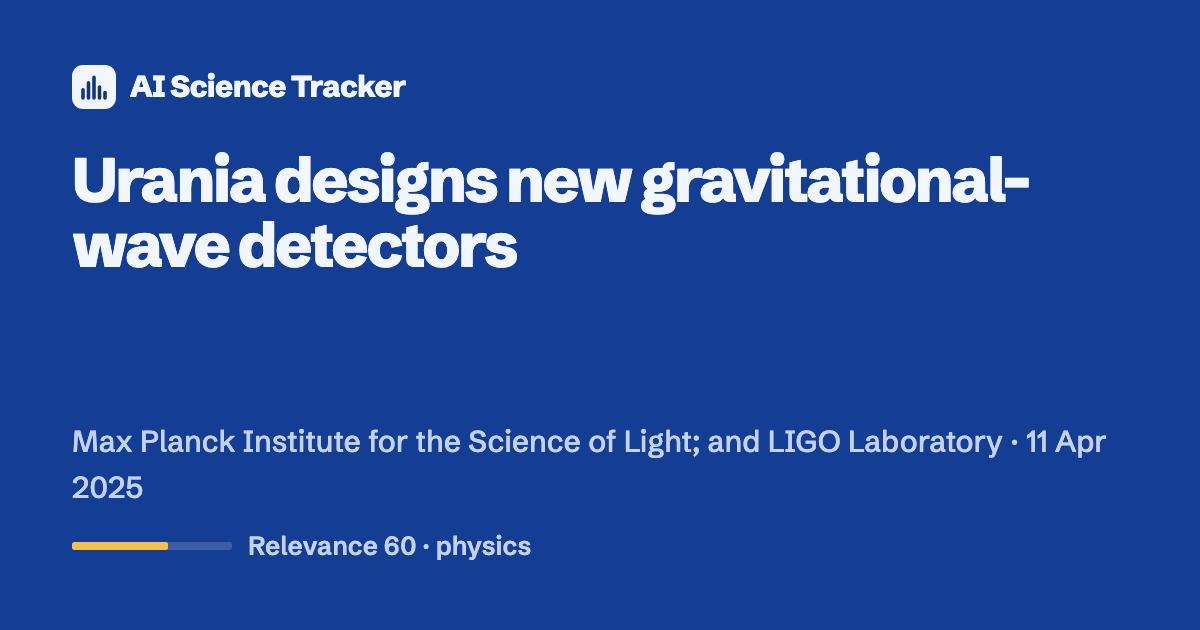 AI Science Tracker
Urania designs new gravitational-
wave detectors
Max Planck Institute for the Science of Light; and LIGO Laboratory · 11 Apr
2025
Relevance 60 · physics